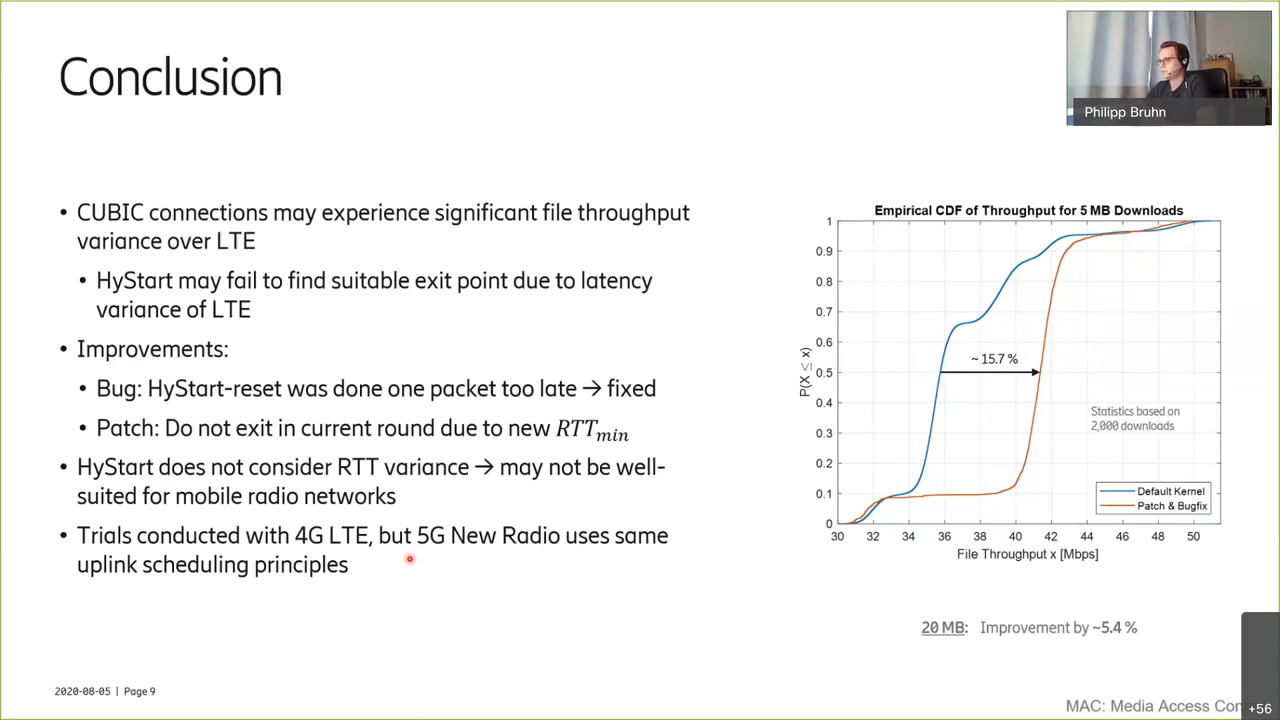 Conclusion
Philipp Bruhn
• CUBIC connections may experience significant file throughput
variance over LTE
• HyStart may fail to find suitable exit point due to latency
variance of LTE
• Improvements:
• Bug: HyStart-reset was done one packet too late → fixed
• Patch: Do not exit in current round due to new RTTmin
• HyStart does not consider RTT variance → may not be well-
suited for mobile radio networks
• Trials conducted with 4G LTE, but 5G New Radio uses same
uplink scheduling principles
Empirical CDF of Throughput for 5 MB Downloads
1
0.9
0.8
0.7
0.6
0.5
0.4
0.3
0.2
0.1
0
P(X ≤ x)
~ 15.7 %
Statistics based on
2,000 downloads
Default Kernel
Patch & Bugfix
30 32 34 36 38 40 42 44 46 48 50
File Throughput x [Mbps]
20 MB: Improvement by ~5.4 %
2020-08-05 | Page 9
MAC: Media Access Con
+56